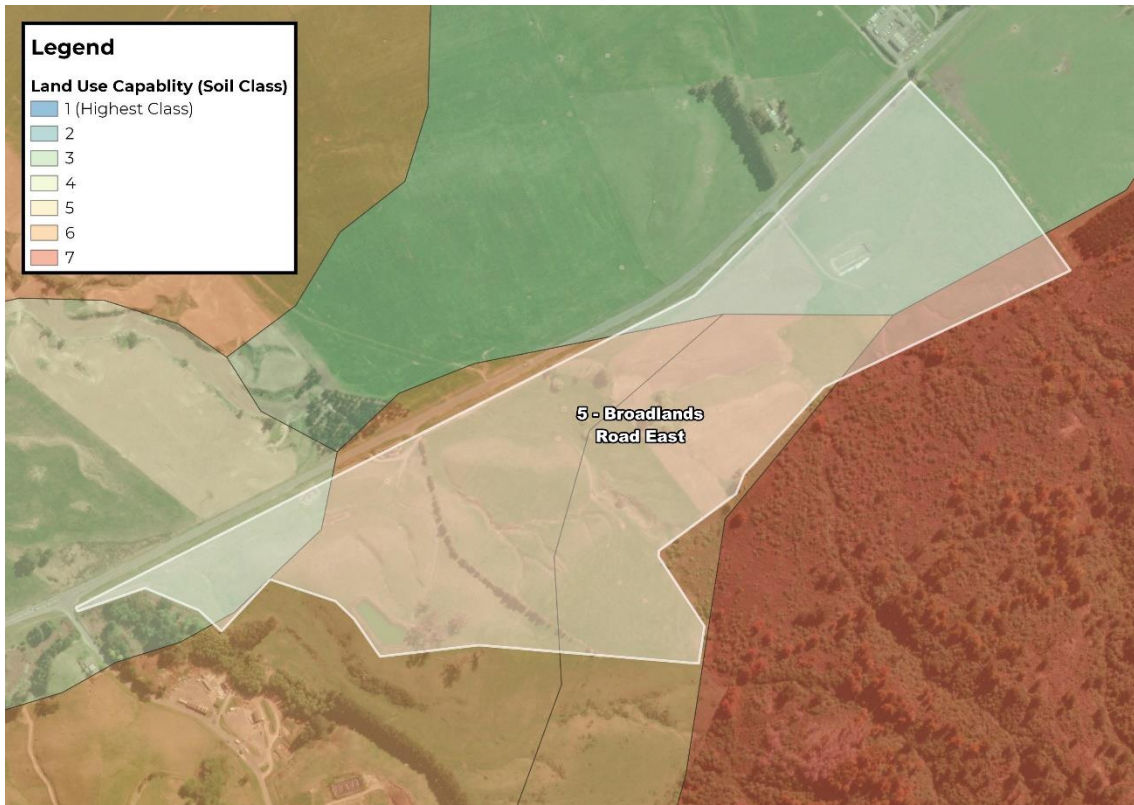 Legend
Land Use Capablity (Soil Class)
1 (Highest Class)
2
3
4
5
6
7
5 - Broadlands
Road East